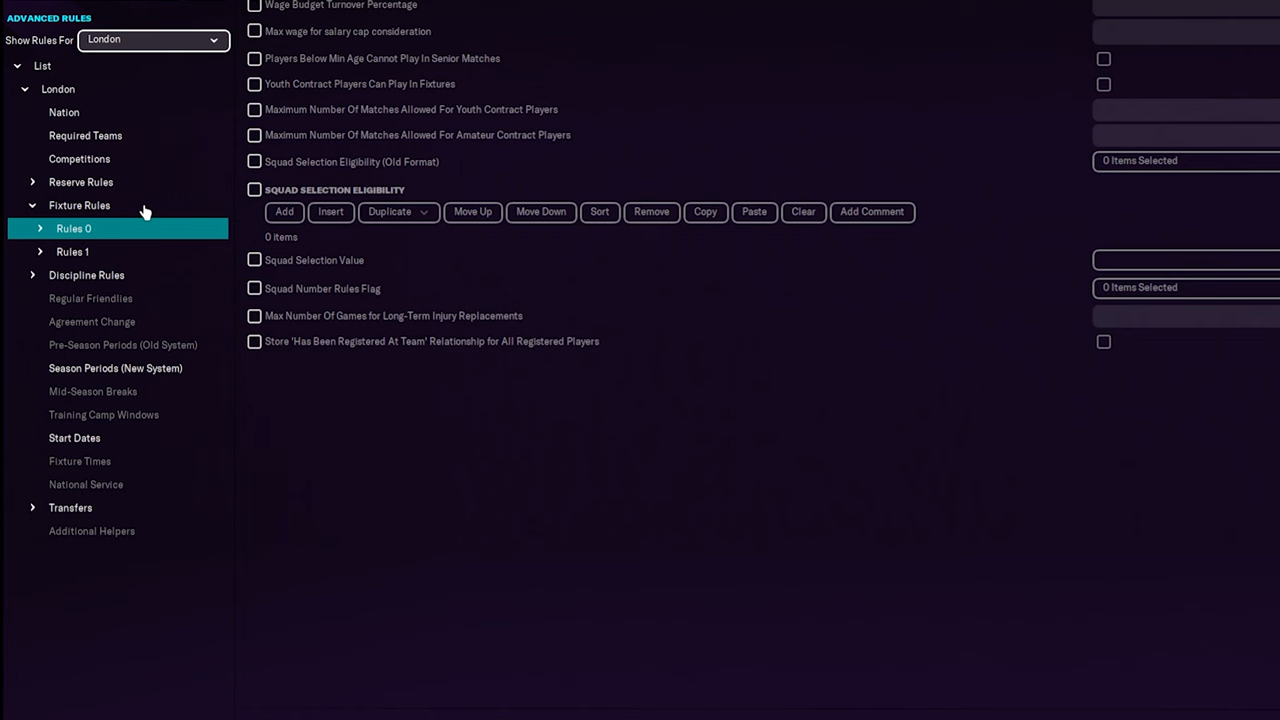 ADVANCED RULES
Show Rules For London
List
London
Nation
Required Teams
Competitions
Reserve Rules
Fixture Rules
Rules 0
Rules 1
Discipline Rules
Regular Friendlies
Agreement Change
Pre-Season Periods (Old System)
Season Periods (New System)
Mid-Season Breaks
Training Camp Windows
Start Dates
Fixture Times
National Service
Transfers
Additional Helpers
Wage Budget Turnover Percentage
Max wage for salary cap consideration
Players Below Min Age Cannot Play In Senior Matches
Youth Contract Players Can Play In Fixtures
Maximum Number Of Matches Allowed For Youth Contract Players
Maximum Number Of Matches Allowed For Amateur Contract Players
Squad Selection Eligibility (Old Format) 0 Items Selected
SQUAD SELECTION ELIGIBILITY
Add Insert Duplicate Move Up Move Down Sort Remove Copy Paste Clear Add Comment
0 items
Squad Selection Value
Squad Number Rules Flag 0 Items Selected
Max Number Of Games for Long-Term Injury Replacements
Store 'Has Been Registered At Team' Relationship for All Registered Players